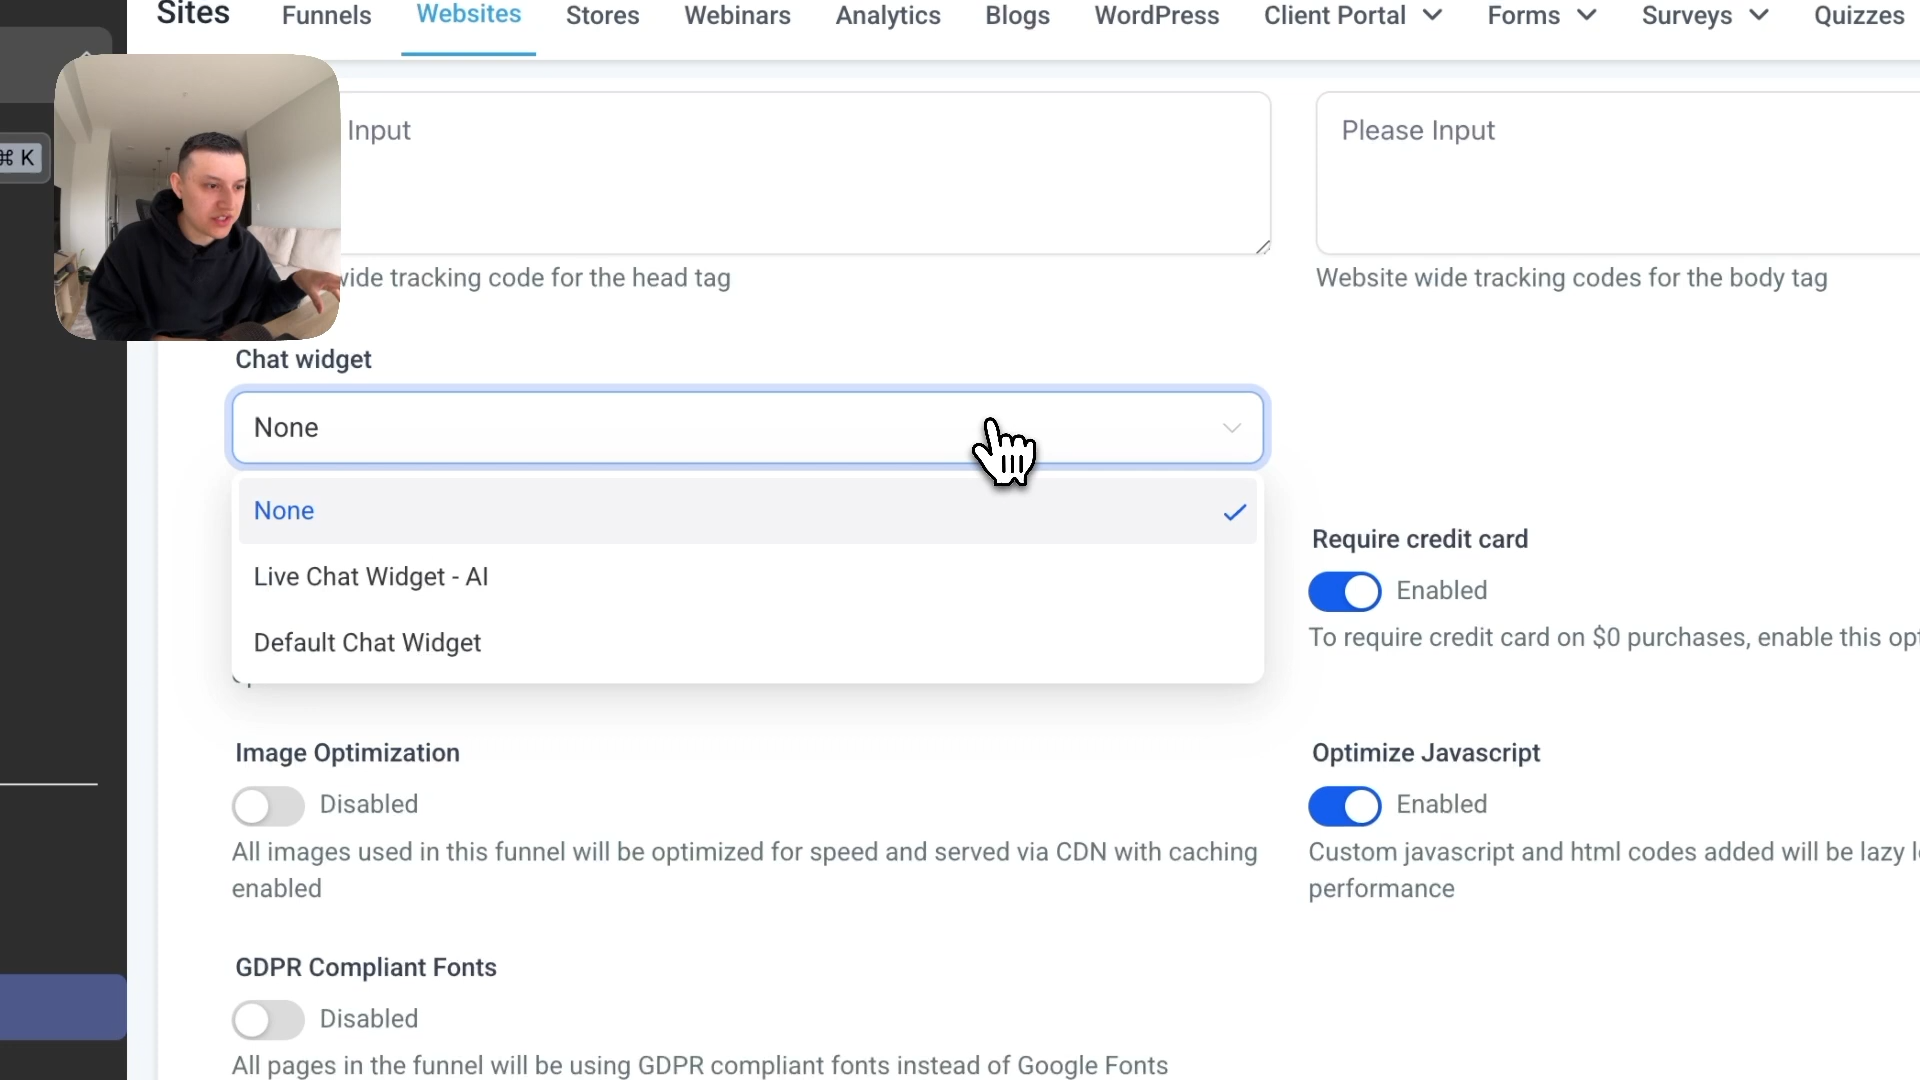 Sites
Funnels
Websites
Stores
Webinars
Analytics
Blogs
WordPress
Client Portal
Forms
Surveys
Quizzes
⌘ K
Input
Please Input
wide tracking code for the head tag
Website wide tracking codes for the body tag
Chat widget
None
None
Live Chat Widget - AI
Default Chat Widget
Require credit card
Enabled
To require credit card on $0 purchases, enable this
Image Optimization
Disabled
All images used in this funnel will be optimized for speed and served via CDN with caching
enabled
Optimize Javascript
Enabled
Custom javascript and html codes added will be lazy
performance
GDPR Compliant Fonts
Disabled
All pages in the funnel will be using GDPR compliant fonts instead of Google Fonts